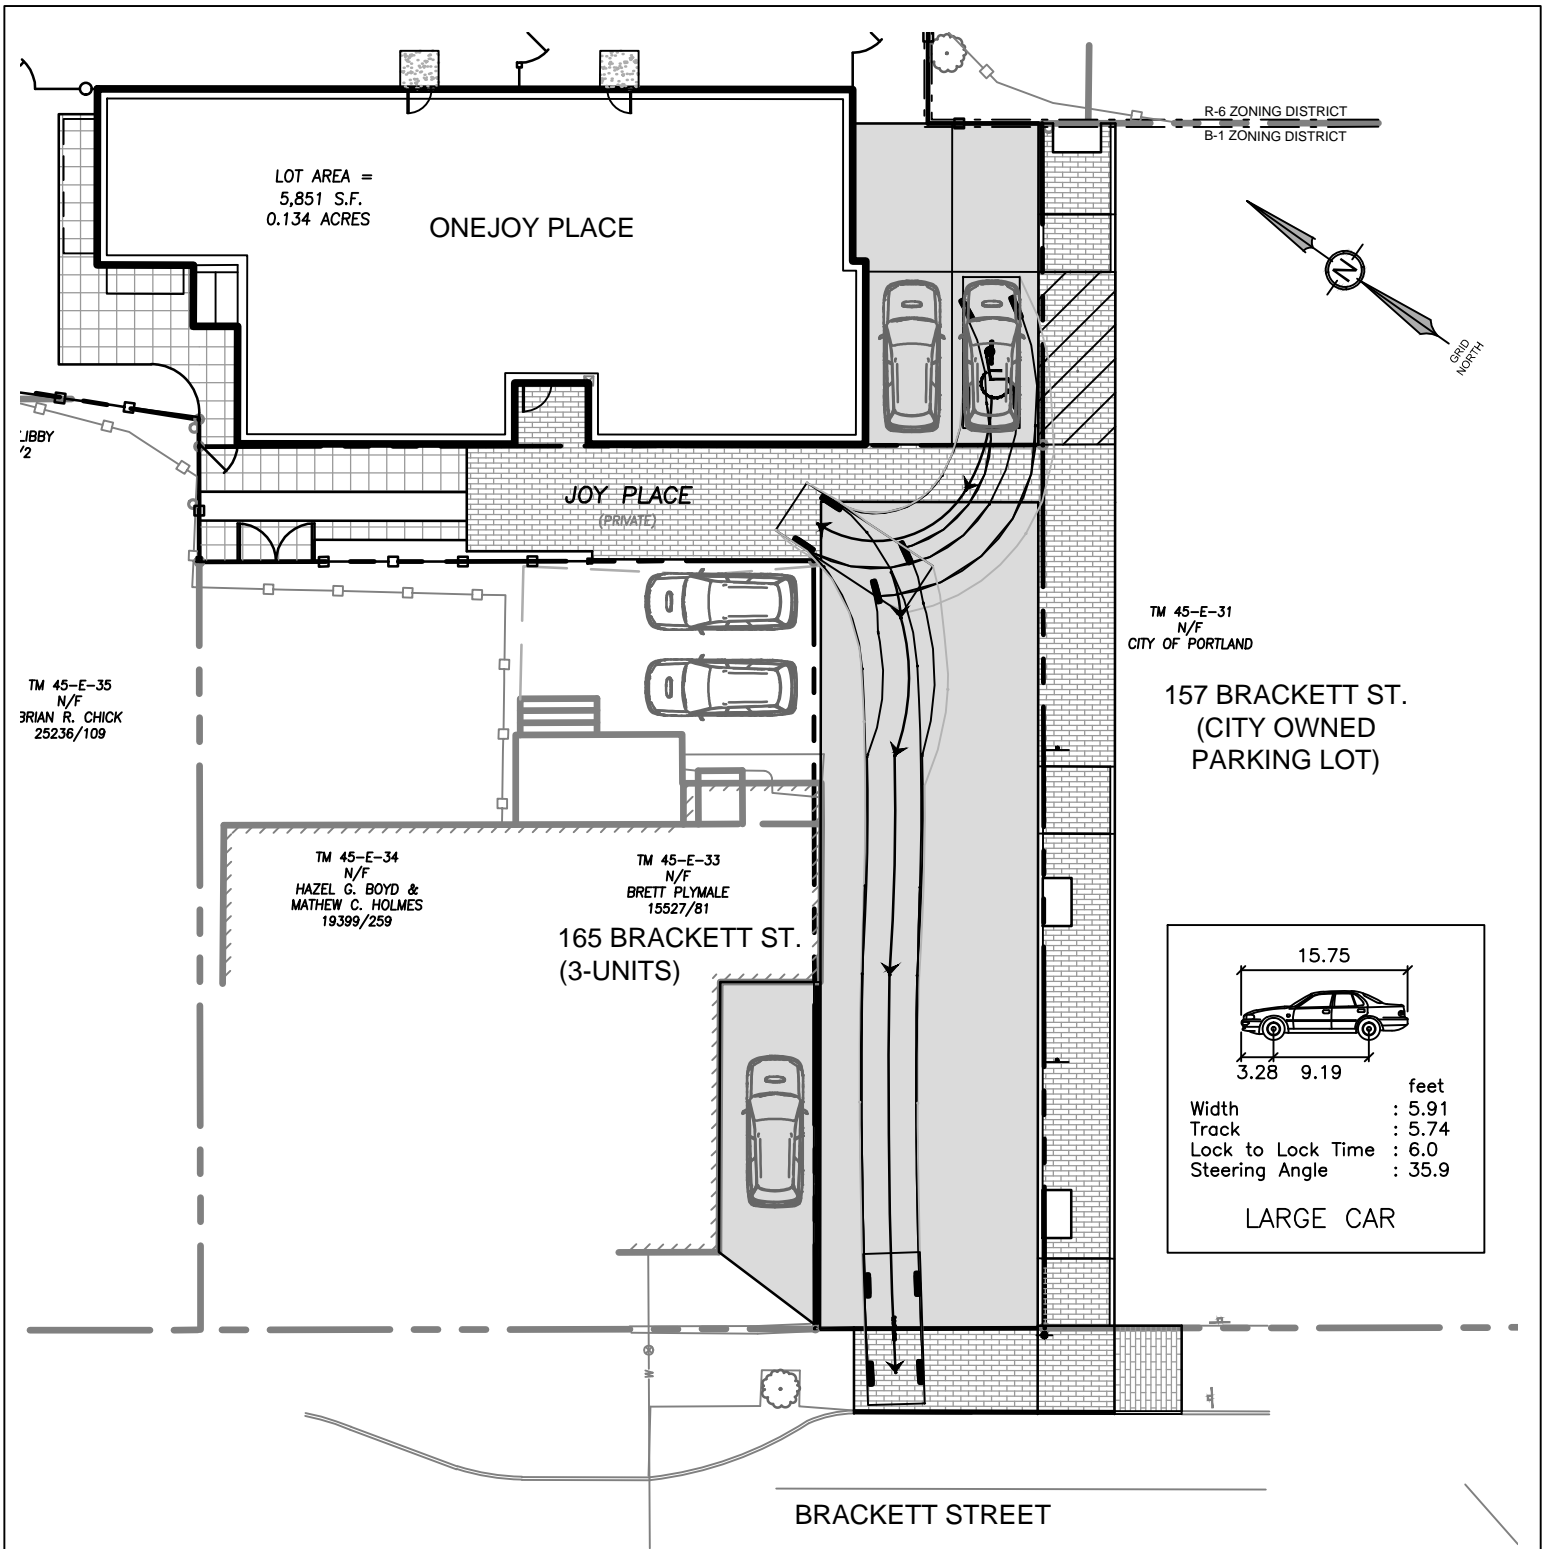 R-6 ZONING DISTRICT
B-1 ZONING DISTRICT
LOT AREA =
5,851 S.F.
0.134 ACRES
ONEJOY PLACE
N
GRID
NORTH
LIBBY
/2
JOY PLACE
(PRIVATE)
TM 45-E-31
N/F
CITY OF PORTLAND
157 BRACKETT ST.
(CITY OWNED
PARKING LOT)
TM 45-E-35
N/F
BRIAN R. CHICK
25236/109
TM 45-E-34
N/F
HAZEL G. BOYD &
MATHEW C. HOLMES
19399/259
TM 45-E-33
N/F
BRETT PLYMALE
15527/81
165 BRACKETT ST.
(3-UNITS)
15.75
3.28 9.19
feet
Width : 5.91
Track : 5.74
Lock to Lock Time : 6.0
Steering Angle : 35.9
LARGE CAR
W
BRACKETT STREET